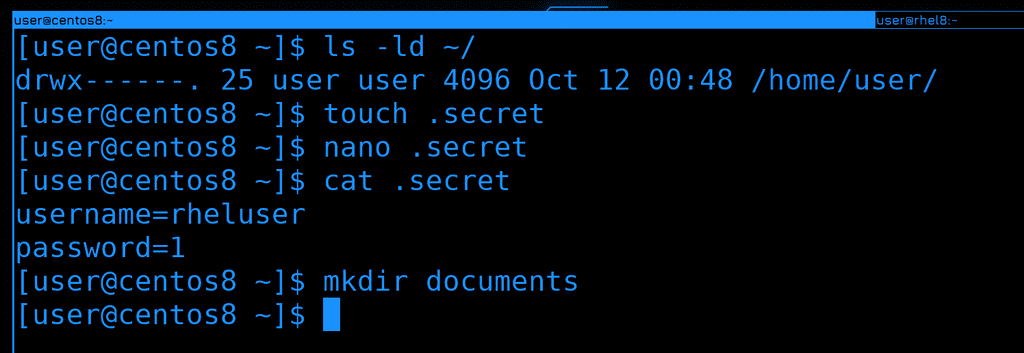 user@centos8:~ user@rhel8:~
[user@centos8 ~]$ ls -ld ~/
drwx------. 25 user user 4096 Oct 12 00:48 /home/user/
[user@centos8 ~]$ touch .secret
[user@centos8 ~]$ nano .secret
[user@centos8 ~]$ cat .secret
username=rheluser
password=1
[user@centos8 ~]$ mkdir documents
[user@centos8 ~]$